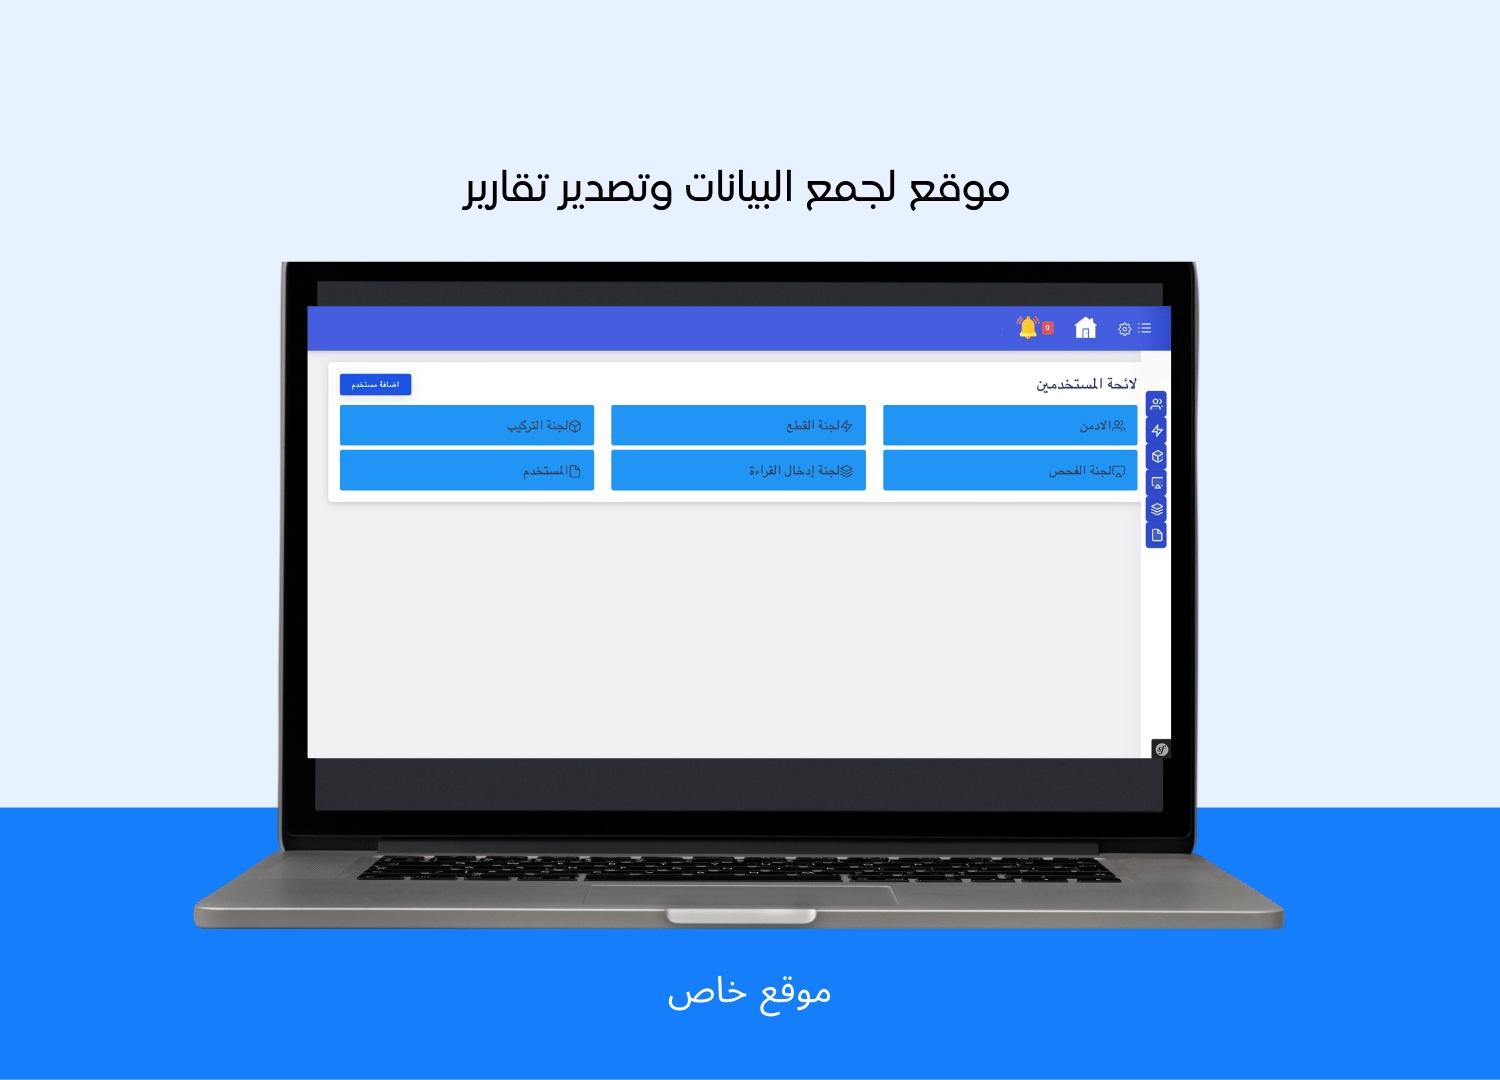 موقع لجمع البيانات وتصدير تقارير
0
لائحة المستخدمين
اضافة مستخدم
الادمن
لجنة القطع
لجنة التركيب
لجنة الفحص
لجنة إدخال القراءة
المستخدم
sf
موقع خاص